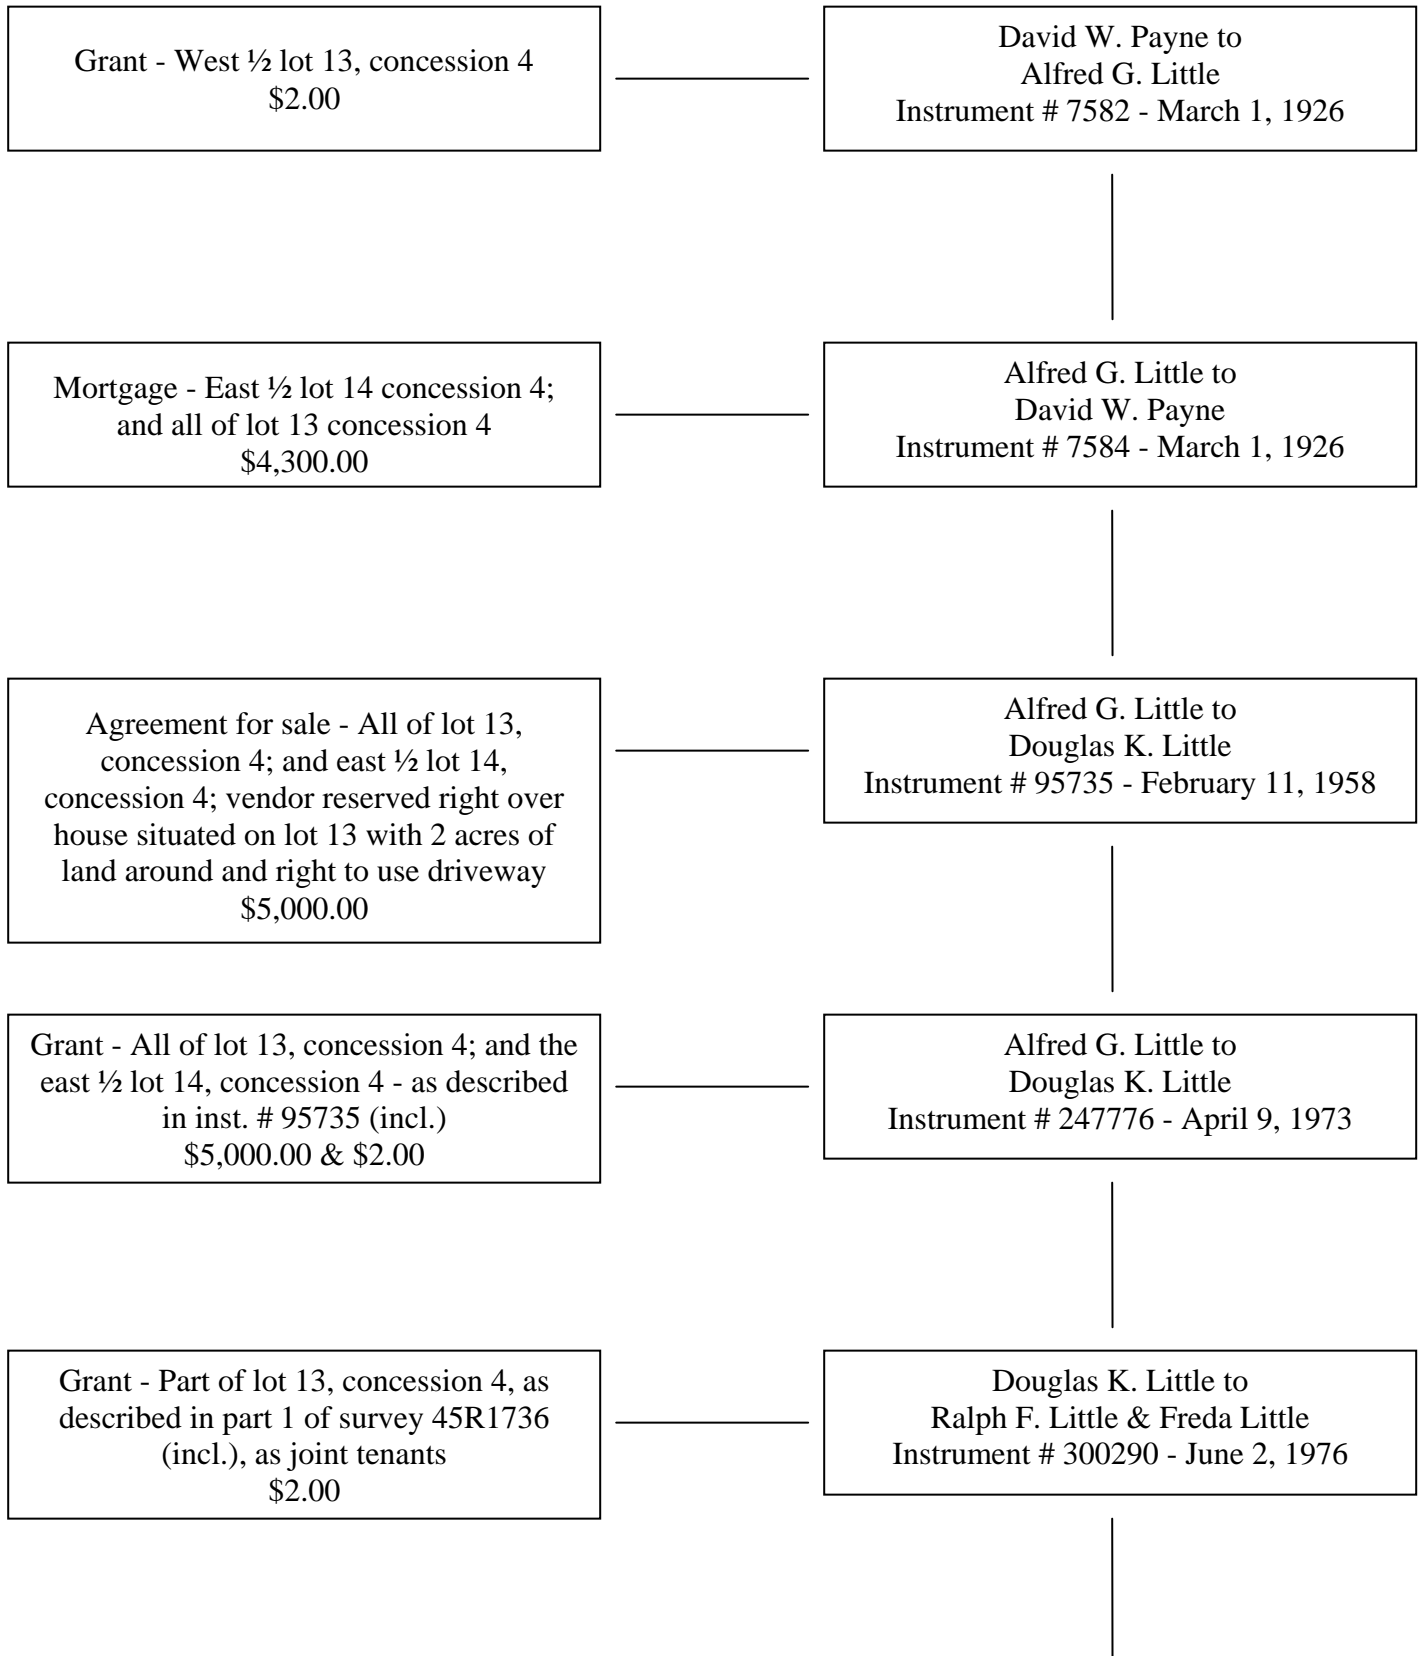 Grant - West ½ lot 13, concession 4
$2.00
David W. Payne to
Alfred G. Little
Instrument # 7582 - March 1, 1926
Mortgage - East ½ lot 14 concession 4;
and all of lot 13 concession 4
$4,300.00
Alfred G. Little to
David W. Payne
Instrument # 7584 - March 1, 1926
Agreement for sale - All of lot 13,
concession 4; and east ½ lot 14,
concession 4; vendor reserved right over
house situated on lot 13 with 2 acres of
land around and right to use driveway
$5,000.00
Alfred G. Little to
Douglas K. Little
Instrument # 95735 - February 11, 1958
Grant - All of lot 13, concession 4; and the
east ½ lot 14, concession 4 - as described
in inst. # 95735 (incl.)
$5,000.00 & $2.00
Alfred G. Little to
Douglas K. Little
Instrument # 247776 - April 9, 1973
Grant - Part of lot 13, concession 4, as
described in part 1 of survey 45R1736
(incl.), as joint tenants
$2.00
Douglas K. Little to
Ralph F. Little & Freda Little
Instrument # 300290 - June 2, 1976